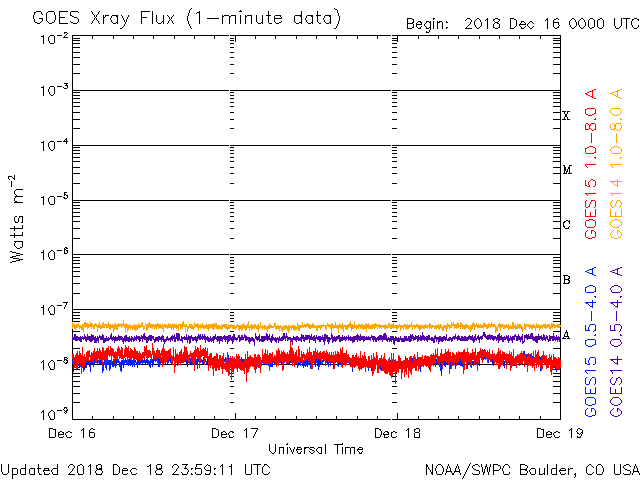 GOES Xray Flux (1-minute data)
Begin: 2018 Dec 16 0000 UTC
10⁻²
10⁻³
10⁻⁴
10⁻⁵
10⁻⁶
10⁻⁷
10⁻⁸
10⁻⁹
Watts m⁻²
X
M
C
B
A
GOES15 1.0-8.0 A
GOES14 1.0-8.0 A
GOES15 0.5-4.0 A
GOES14 0.5-4.0 A
Dec 16
Dec 17
Dec 18
Dec 19
Universal Time
Updated 2018 Dec 18 23:59:11 UTC
NOAA/SWPC Boulder, CO USA